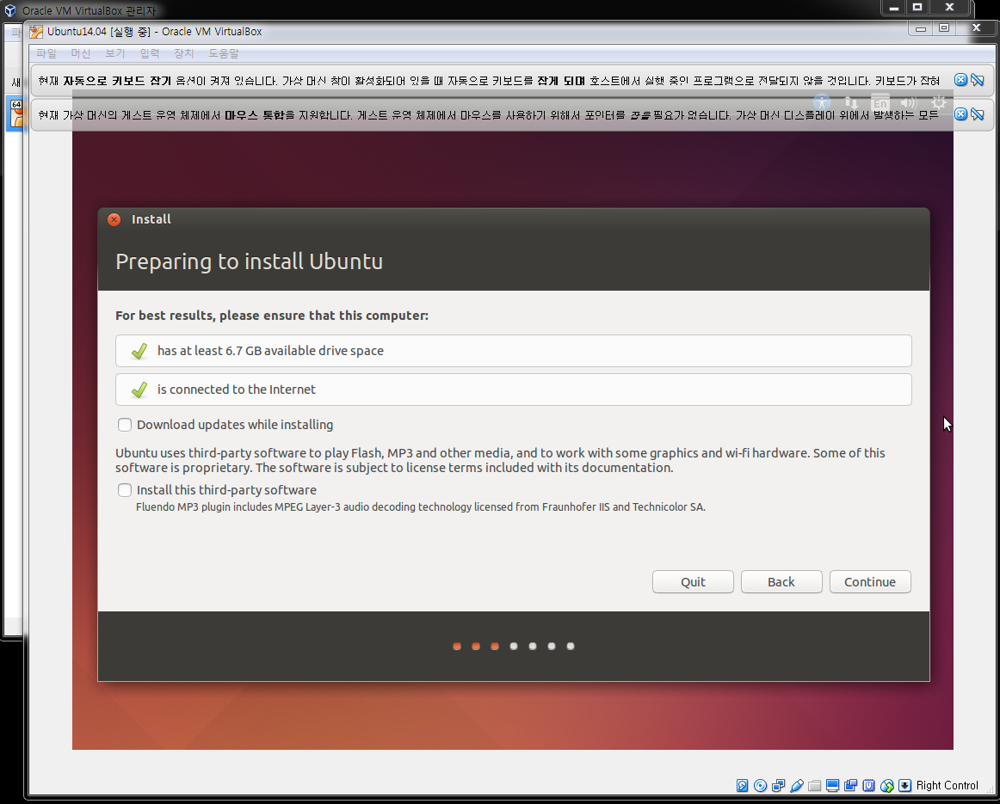 Oracle VM VirtualBox 관리자
Ubuntu14.04 [실행 중] - Oracle VM VirtualBox
파일 머신 보기 입력 장치 도움말
파
새
현재 자동으로 키보드 잡기 옵션이 켜져 있습니다. 가상 머신 창이 활성화되어 있을 때 자동으로 키보드를 잡게 되며 호스트에서 실행 중인 프로그램으로 전달되지 않을 것입니다. 키보드가 잡혀
64
En
현재 가상 머신의 게스트 운영 체제에서 마우스 통합을 지원합니다. 게스트 운영 체제에서 마우스를 사용하기 위해서 포인터를 잡을 필요가 없습니다. 가상 머신 디스플레이 위에서 발생하는 모든
Install
Preparing to install Ubuntu
For best results, please ensure that this computer:
has at least 6.7 GB available drive space
is connected to the Internet
Download updates while installing
Ubuntu uses third-party software to play Flash, MP3 and other media, and to work with some graphics and wi-fi hardware. Some of this
software is proprietary. The software is subject to license terms included with its documentation.
Install this third-party software
Fluendo MP3 plugin includes MPEG Layer-3 audio decoding technology licensed from Fraunhofer IIS and Technicolor SA.
Quit Back Continue
Right Control